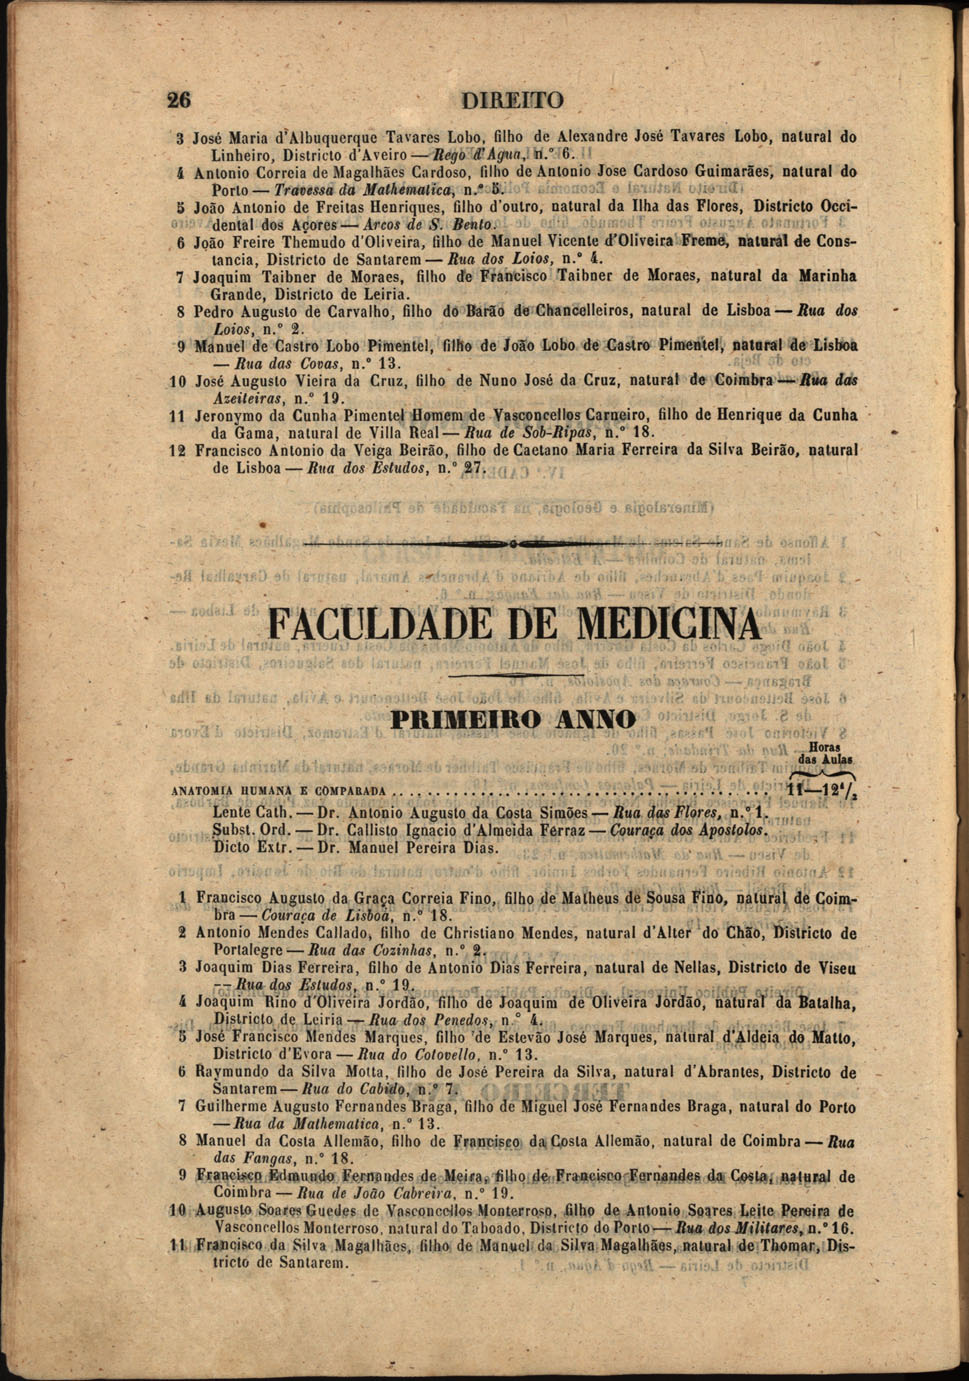 26
DIREITO
3 José Maria d'Albuquerque Tavares Lobo, filho de Alexandre José Tavares Lobo, natural do
Linheiro, Districto d'Aveiro — Rego d'Agua, n.º 6.
4 Antonio Correia de Magalhães Cardoso, filho de Antonio Jose Cardoso Guimarães, natural do
Porto — Travessa da Mathematica, n.º 5.
5 João Antonio de Freitas Henriques, filho d'outro, natural da Ilha das Flores, Districto Occi-
dental dos Açores — Arcos de S. Bento.
6 João Freire Themudo d'Oliveira, filho de Manuel Vicente d'Oliveira Freme, natural de Cons-
tancia, Districto de Santarem — Rua dos Loios, n.º 4.
7 Joaquim Taibner de Moraes, filho de Francisco Taibner de Moraes, natural da Marinha
Grande, Districto de Leiria.
8 Pedro Augusto de Carvalho, filho do Barão de Chancelleiros, natural de Lisboa — Rua dos
Loios, n.º 2.
9 Manuel de Castro Lobo Pimentel, filho de João Lobo de Castro Pimentel, natural de Lisboa
— Rua das Covas, n.º 13.
10 José Augusto Vieira da Cruz, filho de Nuno José da Cruz, natural de Coimbra — Rua das
Azeiteiras, n.º 19.
11 Jeronymo da Cunha Pimentel Homem de Vasconcellos Carneiro, filho de Henrique da Cunha
da Gama, natural de Villa Real — Rua de Sob-Ripas, n.º 18.
12 Francisco Antonio da Veiga Beirão, filho de Caetano Maria Ferreira da Silva Beirão, natural
de Lisboa — Rua dos Estudos, n.º 27.
FACULDADE DE MEDICINA
PRIMEIRO ANNO
Horas
das Aulas
ANATOMIA HUMANA E COMPARADA ........................................ 11—12 1/2
Lente Cath. — Dr. Antonio Augusto da Costa Simões — Rua das Flores, n.º 1.
Subst. Ord. — Dr. Callisto Ignacio d'Almeida Ferraz — Couraça dos Apostolos.
Dicto Extr. — Dr. Manuel Pereira Dias.
1 Francisco Augusto da Graça Correia Fino, filho de Matheus de Sousa Fino, natural de Coim-
bra — Couraça de Lisboa, n.º 18.
2 Antonio Mendes Callado, filho de Christiano Mendes, natural d'Alter do Chão, Districto de
Portalegre — Rua das Cozinhas, n.º 2.
3 Joaquim Dias Ferreira, filho de Antonio Dias Ferreira, natural de Nellas, Districto de Viseu
— Rua dos Estudos, n.º 19.
4 Joaquim Rino d'Oliveira Jordão, filho de Joaquim de Oliveira Jordão, natural da Batalha,
Districto de Leiria — Rua dos Penedos, n.º 4.
5 José Francisco Mendes Marques, filho de Estevão José Marques, natural d'Aldeia do Matto,
Districto d'Evora — Rua do Cotovello, n.º 13.
6 Raymundo da Silva Motta, filho de José Pereira da Silva, natural d'Abrantes, Districto de
Santarem — Rua do Cabido, n.º 7.
7 Guilherme Augusto Fernandes Braga, filho de Miguel José Fernandes Braga, natural do Porto
— Rua da Mathematica, n.º 13.
8 Manuel da Costa Allemão, filho de Francisco da Costa Allemão, natural de Coimbra — Rua
das Fangas, n.º 18.
9 Francisco Edmundo Fernandes de Meira, filho de Francisco Fernandes da Costa, natural de
Coimbra — Rua de João Cabreira, n.º 19.
10 Augusto Soares Guedes de Vasconcellos Monterroso, filho de Antonio Soares Leite Pereira de
Vasconcellos Monterroso, natural do Taboado, Districto do Porto — Rua dos Militares, n.º 16.
11 Francisco da Silva Magalhães, filho de Manuel da Silva Magalhães, natural de Thomar, Dis-
tricto de Santarem.